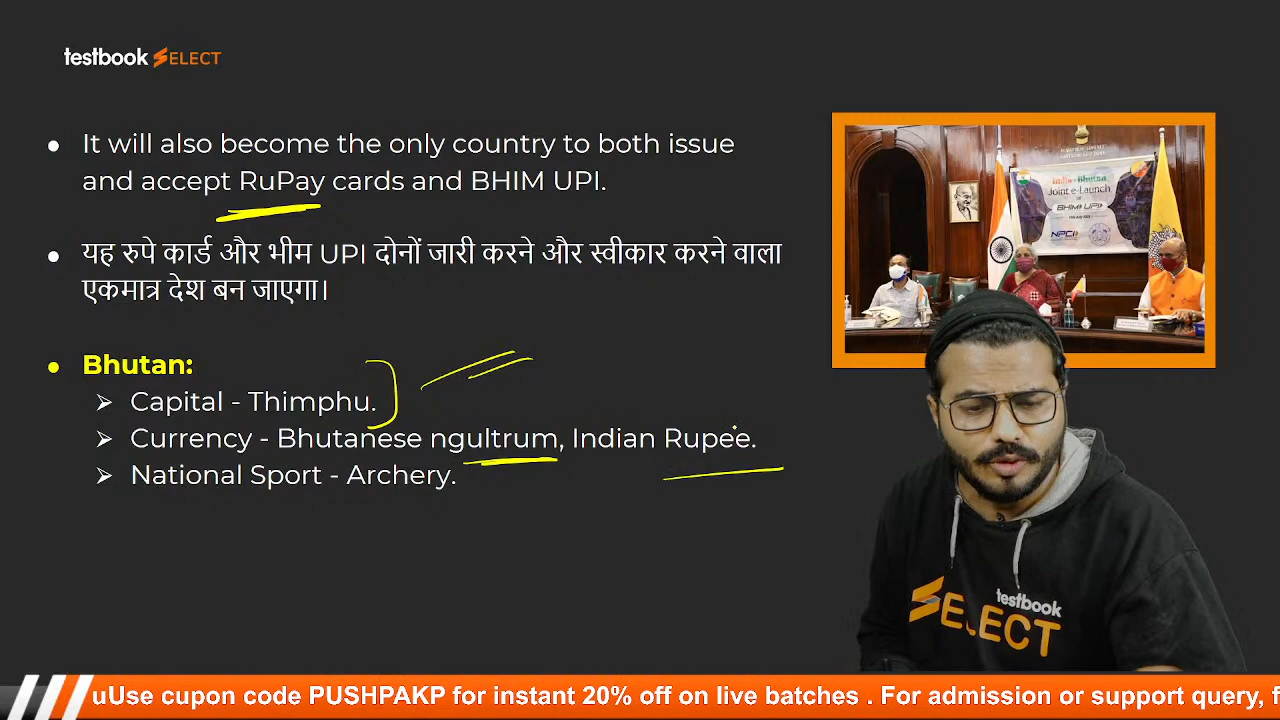 testbook SELECT
It will also become the only country to both issue
and accept RuPay cards and BHIM UPI.
यह रुपे कार्ड और भीम UPI दोनों जारी करने और स्वीकार करने वाला
एकमात्र देश बन जाएगा।
Bhutan:
Capital - Thimphu.
Currency - Bhutanese ngultrum, Indian Rupee.
National Sport - Archery.
India-Bhutan
Joint e-Launch
BHIM UPI
NPCI
testbook
SELECT
uUse cupon code PUSHPAKP for instant 20% off on live batches . For admission or support query, f